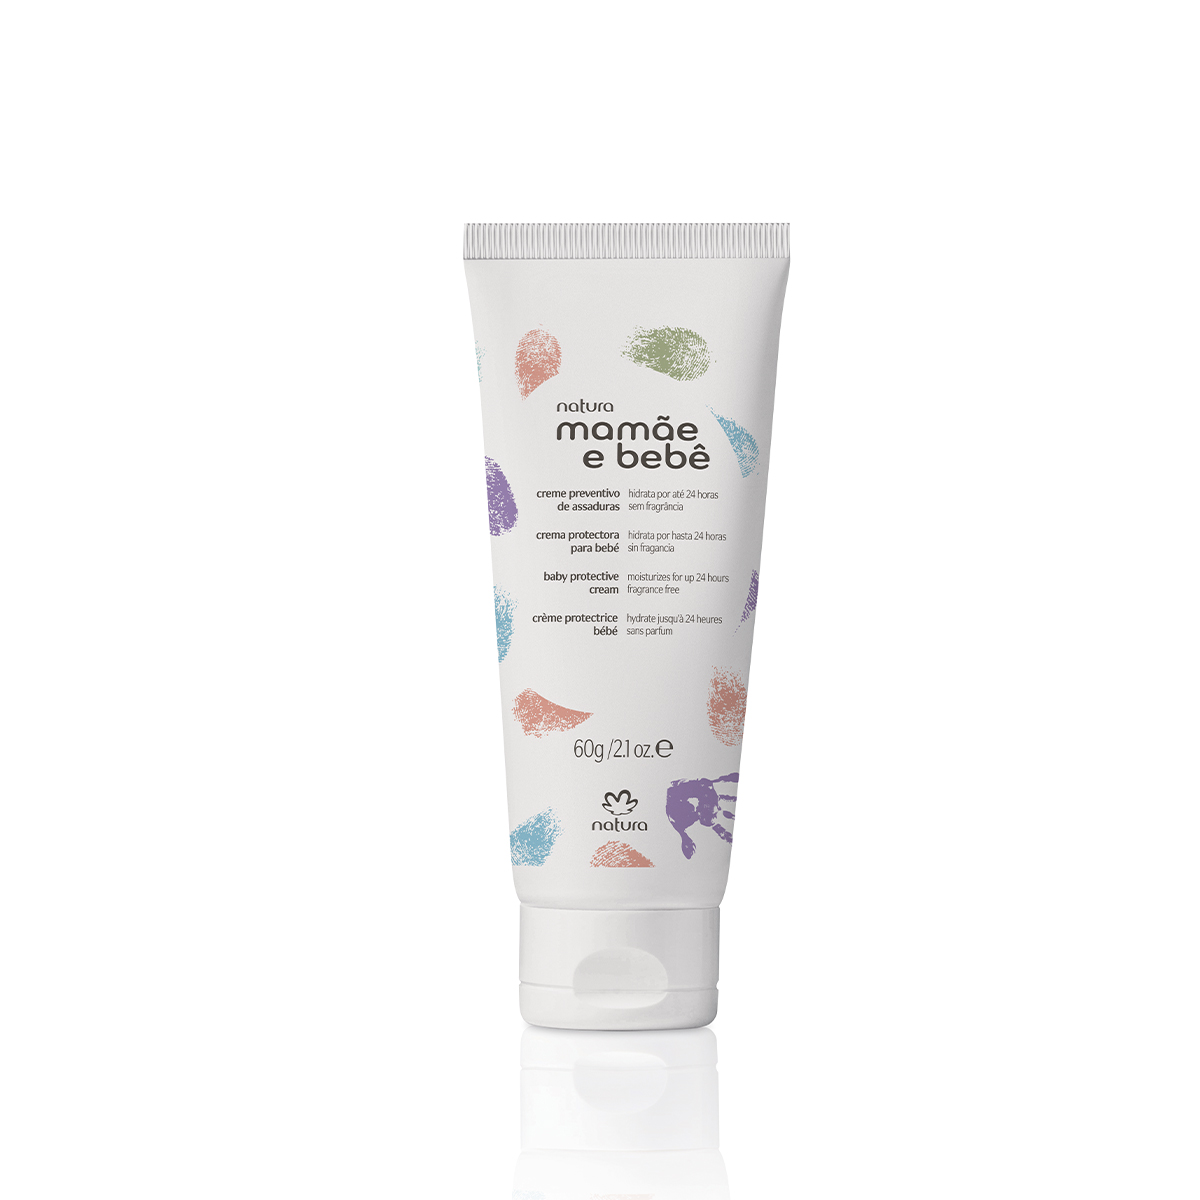 natura
mamãe
e bebê
creme preventivo hidrata por até 24 horas
de assaduras sem fragrância
crema protectora hidrata por hasta 24 horas
para bebé sin fragancia
baby protective moisturizes for up 24 hours
cream fragrance free
crème protectrice hydrate jusqu'à 24 heures
bébé sans parfum
60g /2.1 oz.℮
natura